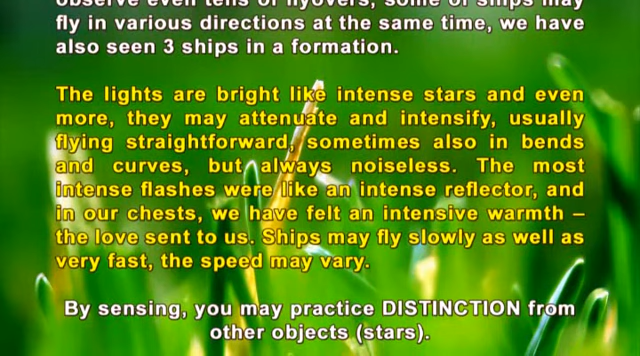 observe even tens of flyovers, some of ships may
fly in various directions at the same time, we have
also seen 3 ships in a formation.
The lights are bright like intense stars and even
more, they may attenuate and intensify, usually
flying straightforward, sometimes also in bends
and curves, but always noiseless. The most
intense flashes were like an intense reflector, and
in our chests, we have felt an intensive warmth –
the love sent to us. Ships may fly slowly as well as
very fast, the speed may vary.
By sensing, you may practice DISTINCTION from
other objects (stars).